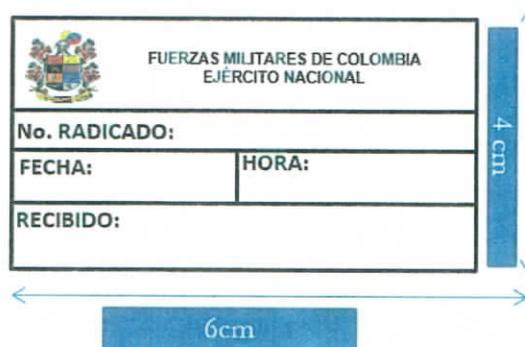 FUERZAS MILITARES DE COLOMBIA
EJÉRCITO NACIONAL
No. RADICADO:
FECHA:
HORA:
RECIBIDO:
4 cm
6cm